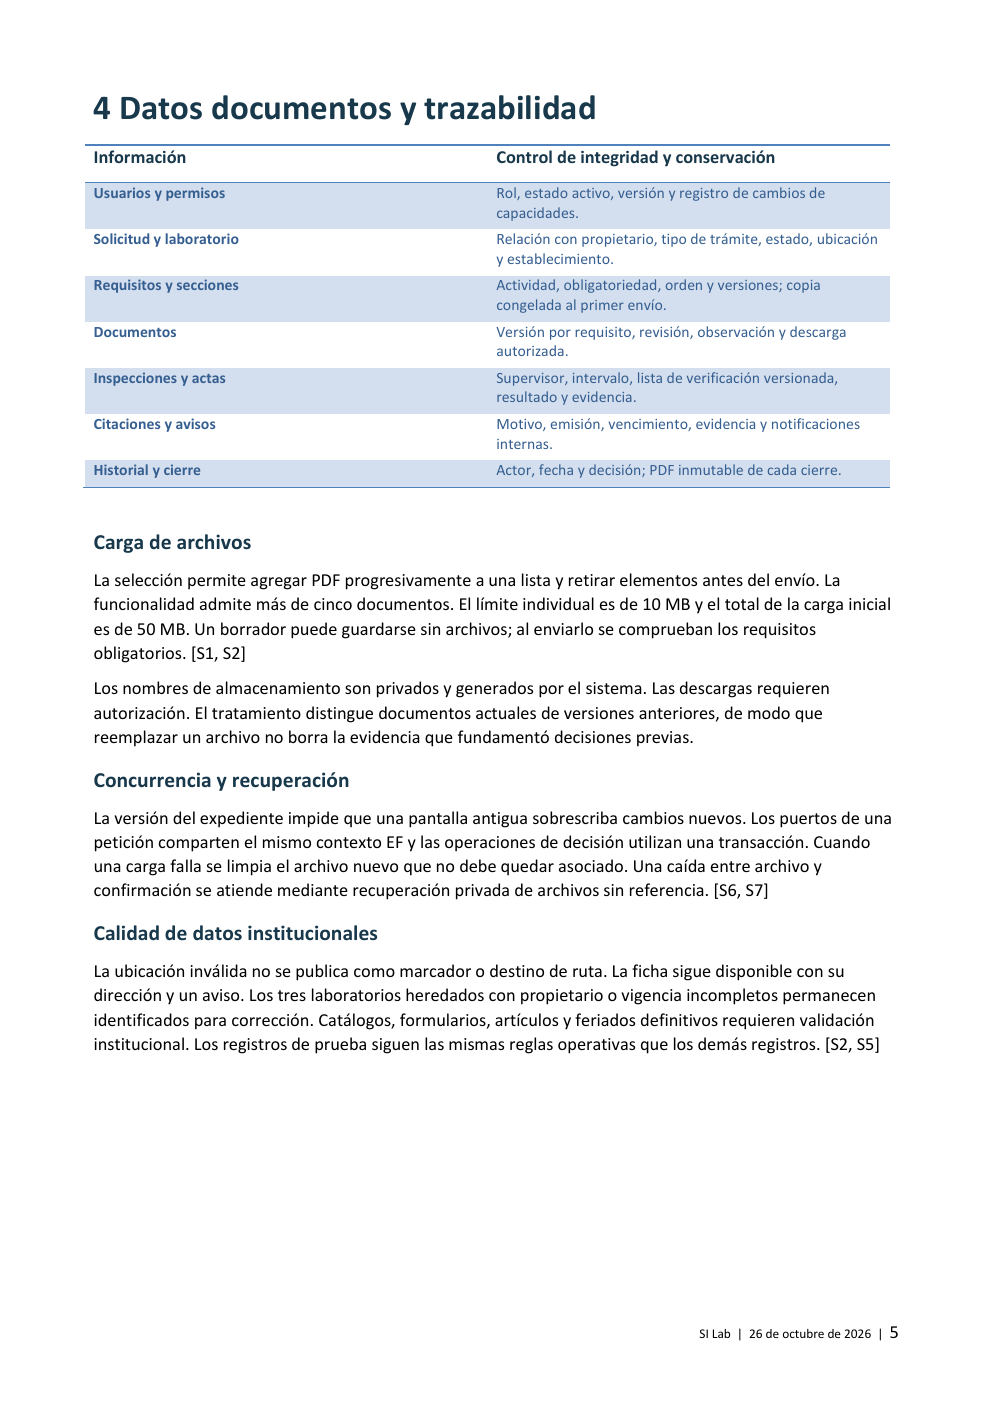 4 Datos documentos y trazabilidad
Información Control de integridad y conservación
Usuarios y permisos Rol, estado activo, versión y registro de cambios de
capacidades.
Solicitud y laboratorio Relación con propietario, tipo de trámite, estado, ubicación
y establecimiento.
Requisitos y secciones Actividad, obligatoriedad, orden y versiones; copia
congelada al primer envío.
Documentos Versión por requisito, revisión, observación y descarga
autorizada.
Inspecciones y actas Supervisor, intervalo, lista de verificación versionada,
resultado y evidencia.
Citaciones y avisos Motivo, emisión, vencimiento, evidencia y notificaciones
internas.
Historial y cierre Actor, fecha y decisión; PDF inmutable de cada cierre.
Carga de archivos
La selección permite agregar PDF progresivamente a una lista y retirar elementos antes del envío. La
funcionalidad admite más de cinco documentos. El límite individual es de 10 MB y el total de la carga inicial
es de 50 MB. Un borrador puede guardarse sin archivos; al enviarlo se comprueban los requisitos
obligatorios. [S1, S2]
Los nombres de almacenamiento son privados y generados por el sistema. Las descargas requieren
autorización. El tratamiento distingue documentos actuales de versiones anteriores, de modo que
reemplazar un archivo no borra la evidencia que fundamentó decisiones previas.
Concurrencia y recuperación
La versión del expediente impide que una pantalla antigua sobrescriba cambios nuevos. Los puertos de una
petición comparten el mismo contexto EF y las operaciones de decisión utilizan una transacción. Cuando
una carga falla se limpia el archivo nuevo que no debe quedar asociado. Una caída entre archivo y
confirmación se atiende mediante recuperación privada de archivos sin referencia. [S6, S7]
Calidad de datos institucionales
La ubicación inválida no se publica como marcador o destino de ruta. La ficha sigue disponible con su
dirección y un aviso. Los tres laboratorios heredados con propietario o vigencia incompletos permanecen
identificados para corrección. Catálogos, formularios, artículos y feriados definitivos requieren validación
institucional. Los registros de prueba siguen las mismas reglas operativas que los demás registros. [S2, S5]
SI Lab | 26 de octubre de 2026 | 5